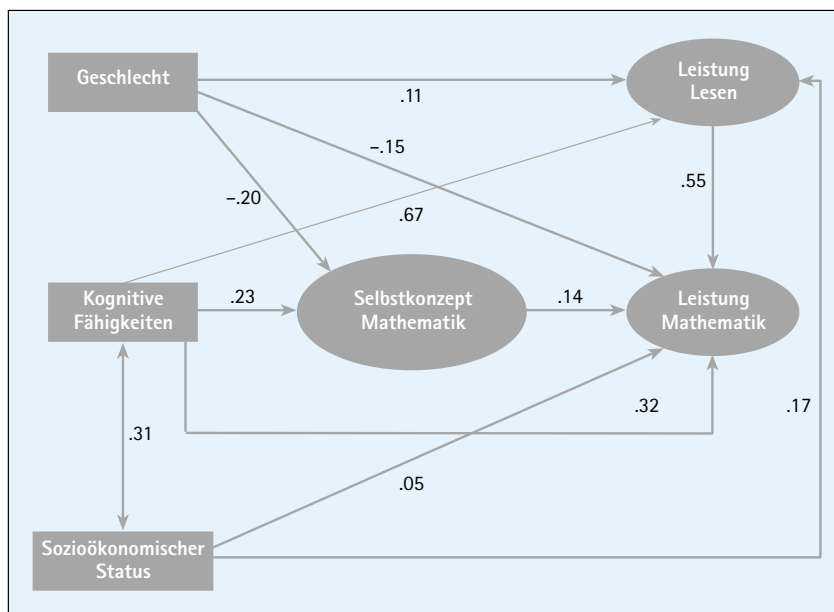 Geschlecht
Leistung
Lesen
.11
–.15
.55
–.20
.67
Kognitive
Fähigkeiten
.23
Selbstkonzept
Mathematik
.14
Leistung
Mathematik
.32
.17
.31
.05
Sozioökonomischer
Status